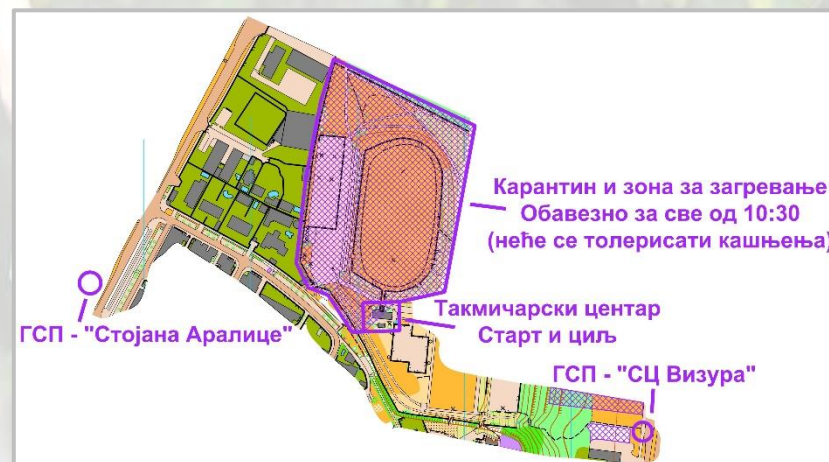 Карантин и зона за загревање
Обавезно за све од 10:30
(неће се толерисати кашњења)
Такмичарски центар
Старт и циљ
ГСП - "Стојана Аралице"
ГСП - "СЦ Визура"